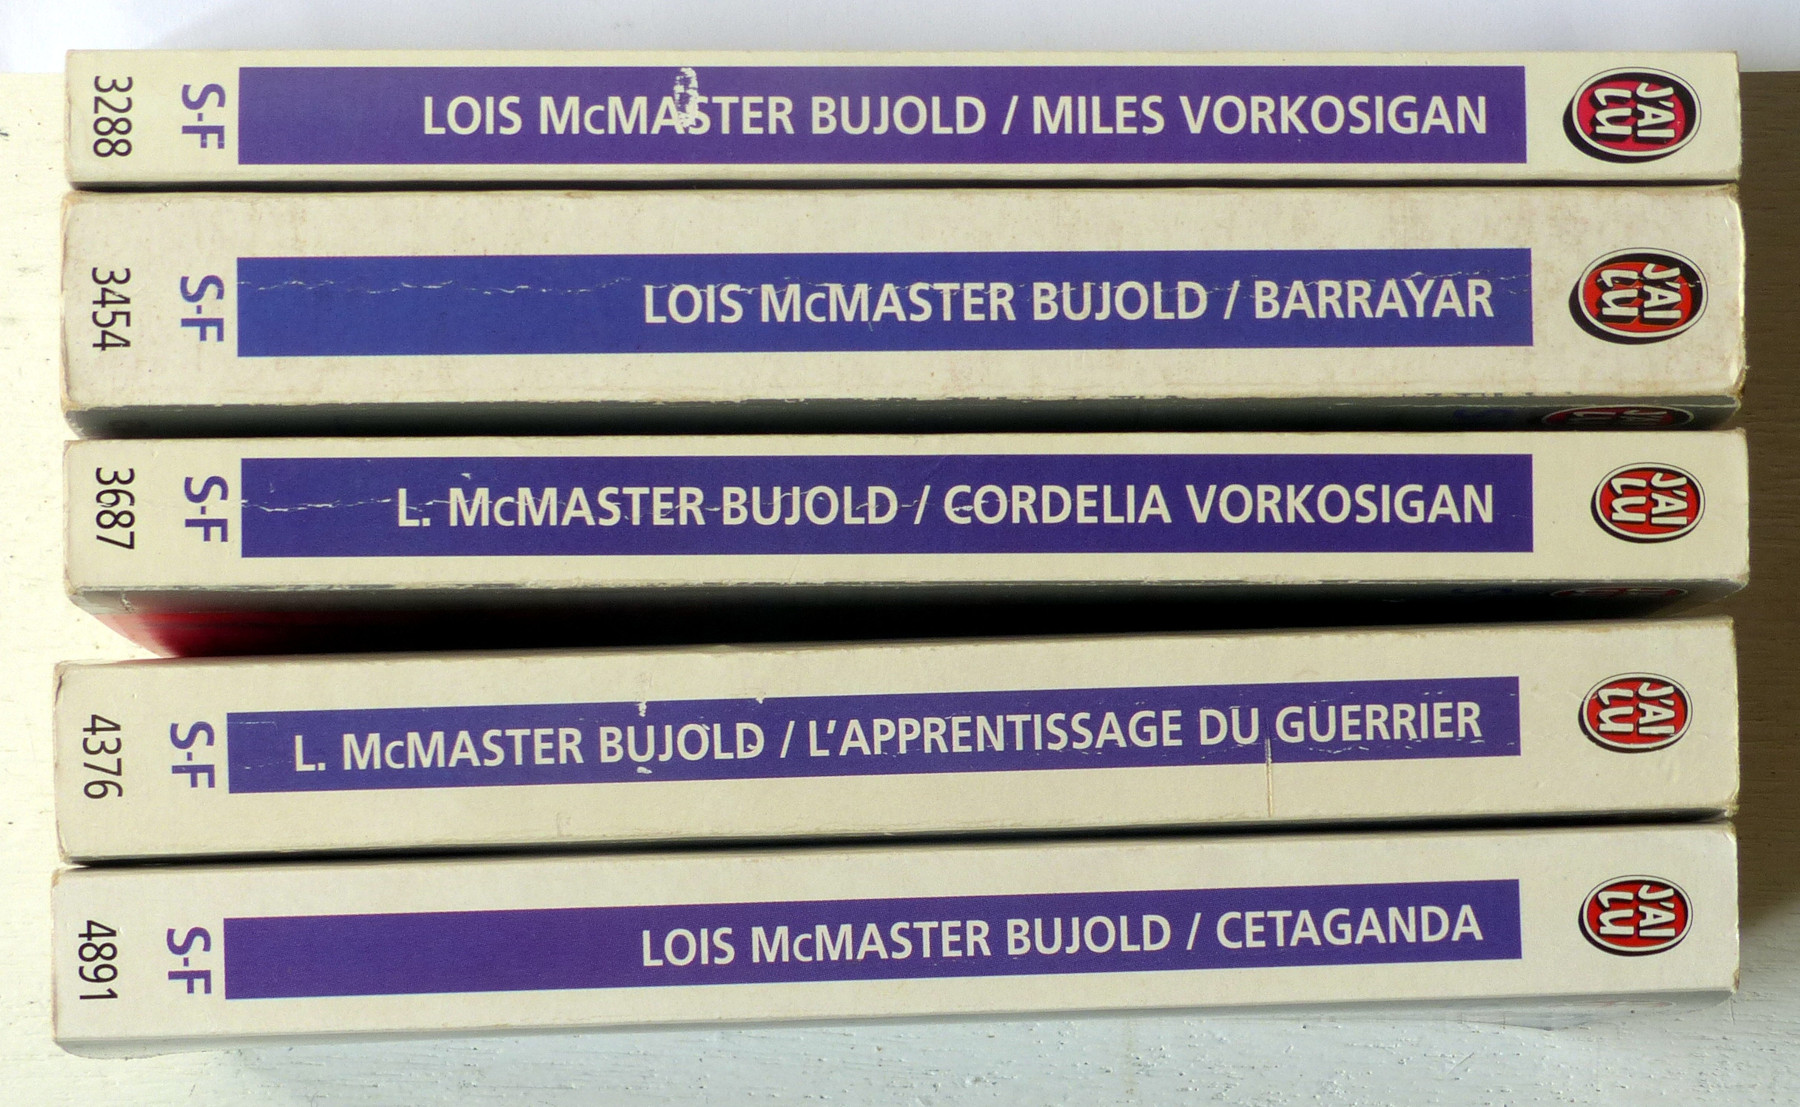 3288
S-F
LOIS McMASTER BUJOLD / MILES VORKOSIGAN
J'AI
LU
3454
S-F
LOIS McMASTER BUJOLD / BARRAYAR
J'AI
LU
3687
S-F
L. McMASTER BUJOLD / CORDELIA VORKOSIGAN
J'AI
LU
4376
S-F
L. McMASTER BUJOLD / L'APPRENTISSAGE DU GUERRIER
J'AI
LU
4891
S-F
LOIS McMASTER BUJOLD / CETAGANDA
J'AI
LU